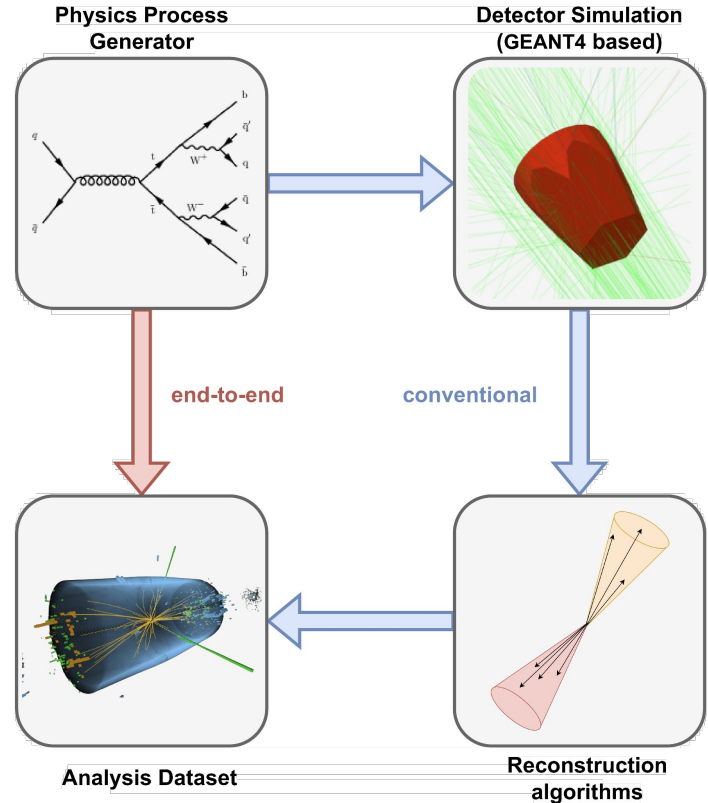 Physics Process
Generator
Detector Simulation
(GEANT4 based)
b
q̄′
q
q
t
W⁺
q̄
W⁻
q̄
t̄
q′
b̄
end-to-end
conventional
Analysis Dataset
Reconstruction
algorithms